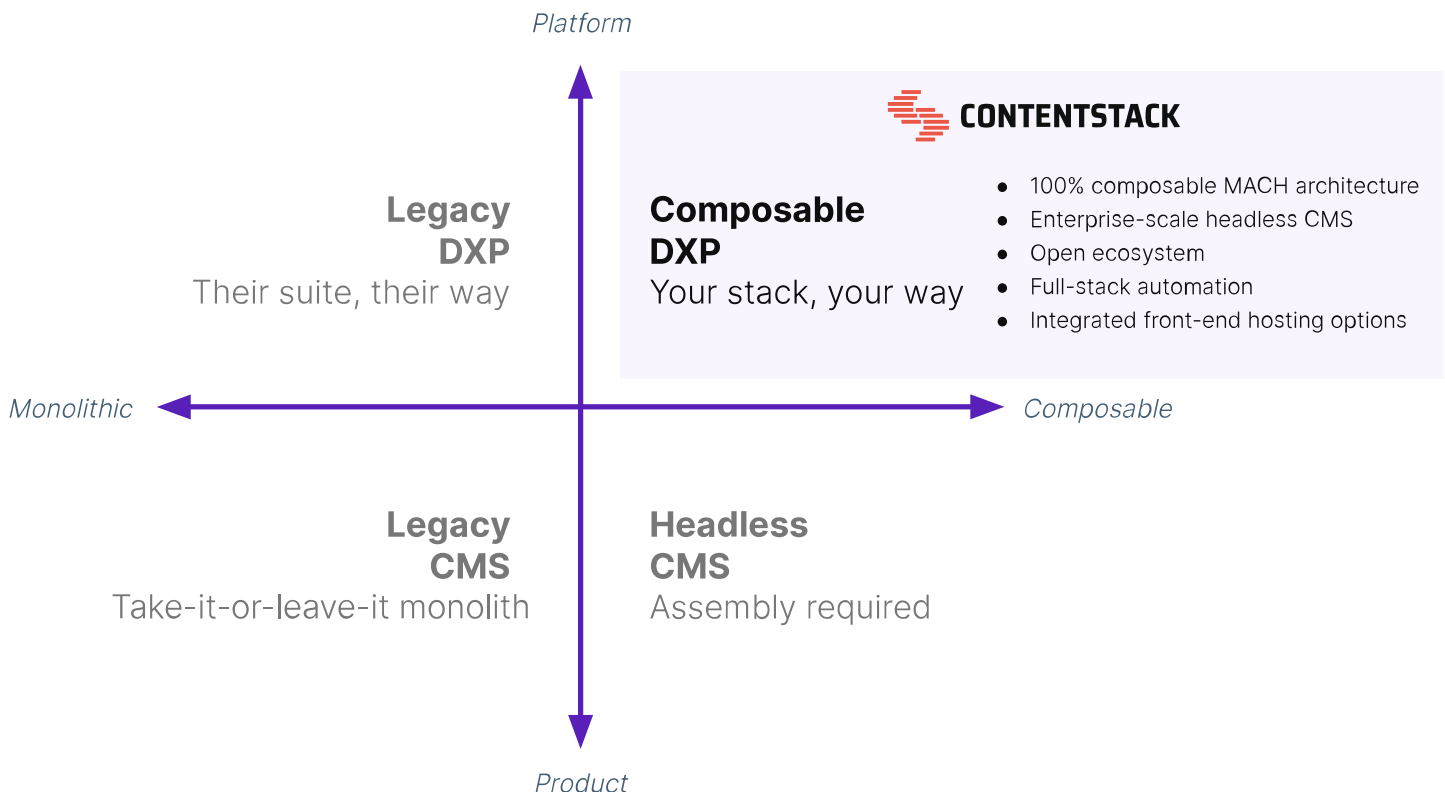 Platform
CONTENTSTACK
Legacy
DXP
Their suite, their way
Composable
DXP
Your stack, your way
● 100% composable MACH architecture
● Enterprise-scale headless CMS
● Open ecosystem
● Full-stack automation
● Integrated front-end hosting options
Monolithic
Composable
Legacy
CMS
Take-it-or-leave-it monolith
Headless
CMS
Assembly required
Product